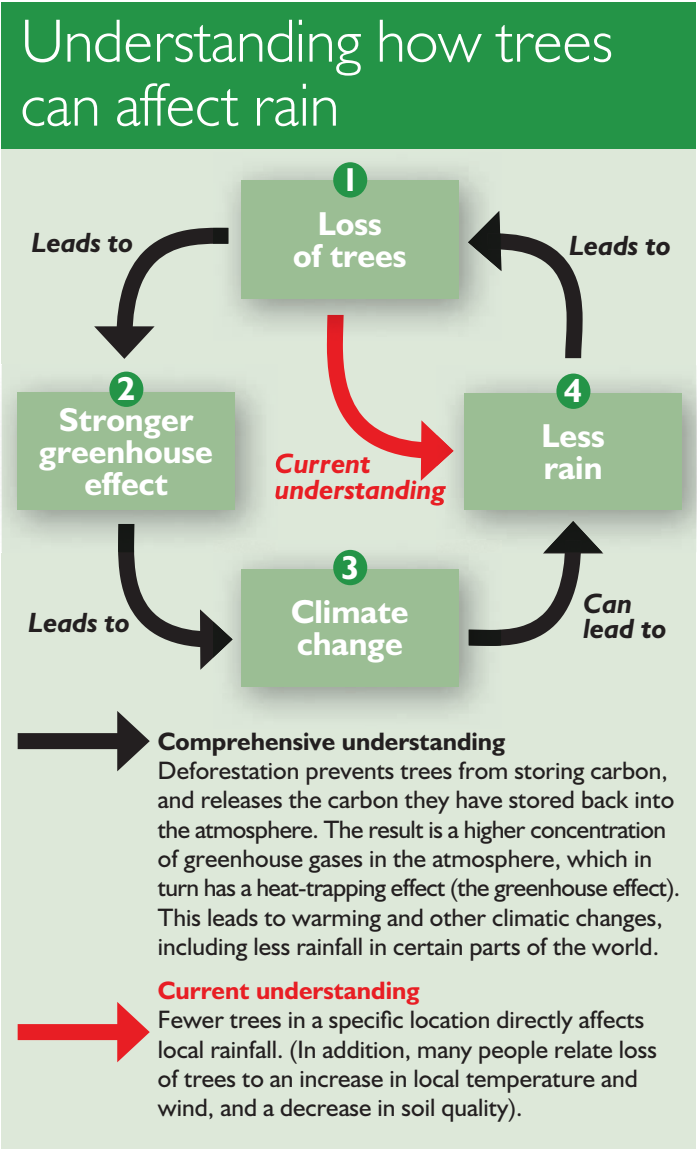 Understanding how trees
can affect rain
1
Loss
of trees
Leads to
Leads to
2
Stronger
greenhouse
effect
4
Less
rain
Current
understanding
3
Climate
change
Leads to
Can
lead to
Comprehensive understanding
Deforestation prevents trees from storing carbon,
and releases the carbon they have stored back into
the atmosphere. The result is a higher concentration
of greenhouse gases in the atmosphere, which in
turn has a heat-trapping effect (the greenhouse effect).
This leads to warming and other climatic changes,
including less rainfall in certain parts of the world.
Current understanding
Fewer trees in a specific location directly affects
local rainfall. (In addition, many people relate loss
of trees to an increase in local temperature and
wind, and a decrease in soil quality).